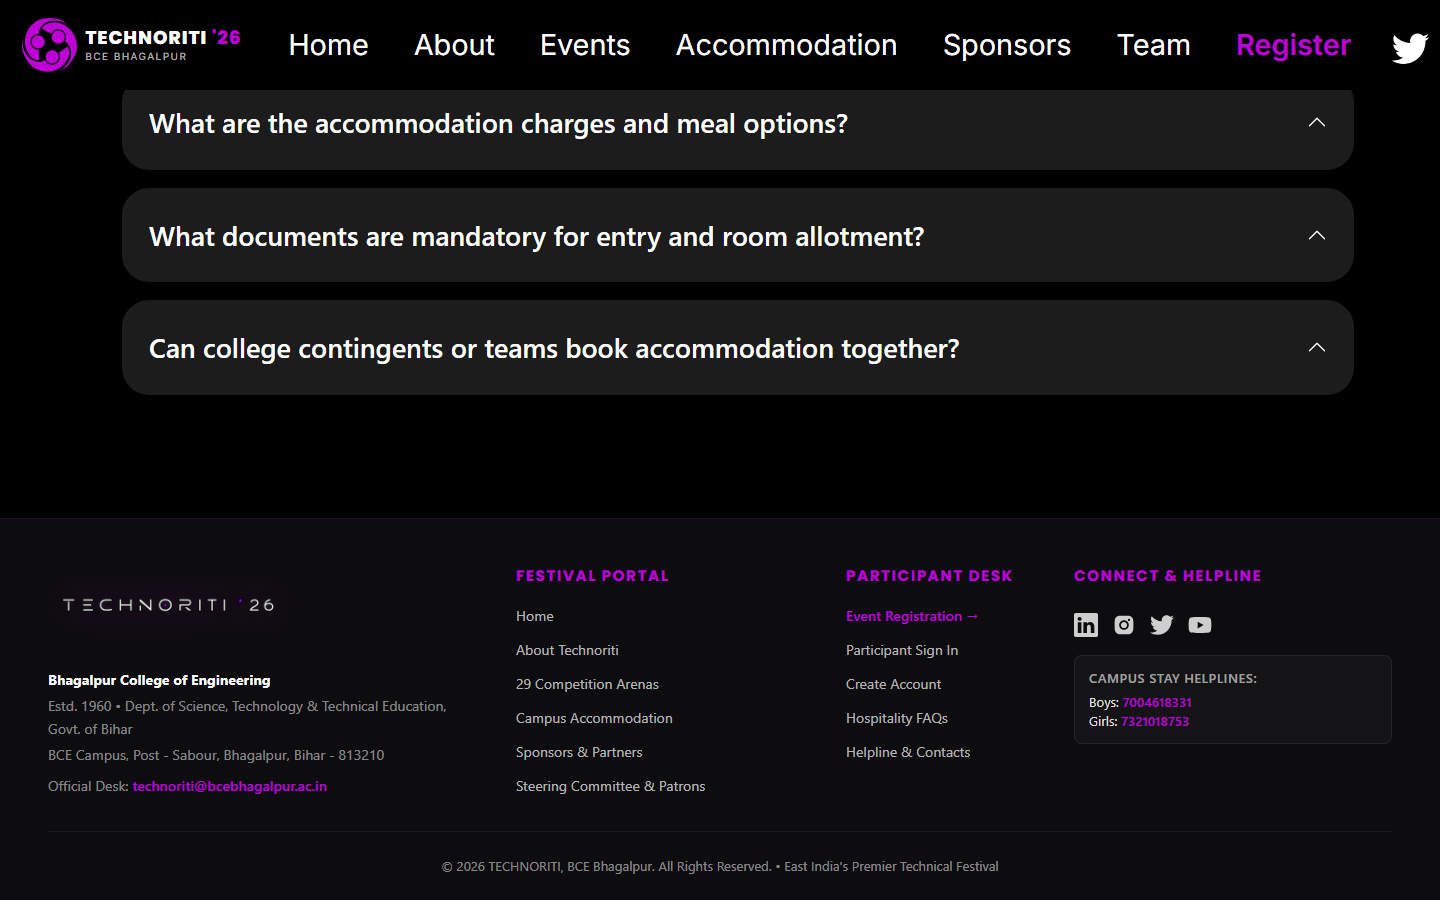 TECHNORITI '26
BCE BHAGALPUR
Home
About
Events
Accommodation
Sponsors
Team
Register
What are the accommodation charges and meal options?
What documents are mandatory for entry and room allotment?
Can college contingents or teams book accommodation together?
TECHNORITI '26
Bhagalpur College of Engineering
Estd. 1960 • Dept. of Science, Technology & Technical Education,
Govt. of Bihar
BCE Campus, Post - Sabour, Bhagalpur, Bihar - 813210
Official Desk: technoriti@bcebhagalpur.ac.in
FESTIVAL PORTAL
Home
About Technoriti
29 Competition Arenas
Campus Accommodation
Sponsors & Partners
Steering Committee & Patrons
PARTICIPANT DESK
Event Registration →
Participant Sign In
Create Account
Hospitality FAQs
Helpline & Contacts
CONNECT & HELPLINE
CAMPUS STAY HELPLINES:
Boys: 7004618331
Girls: 7321018753
© 2026 TECHNORITI, BCE Bhagalpur. All Rights Reserved. • East India's Premier Technical Festival